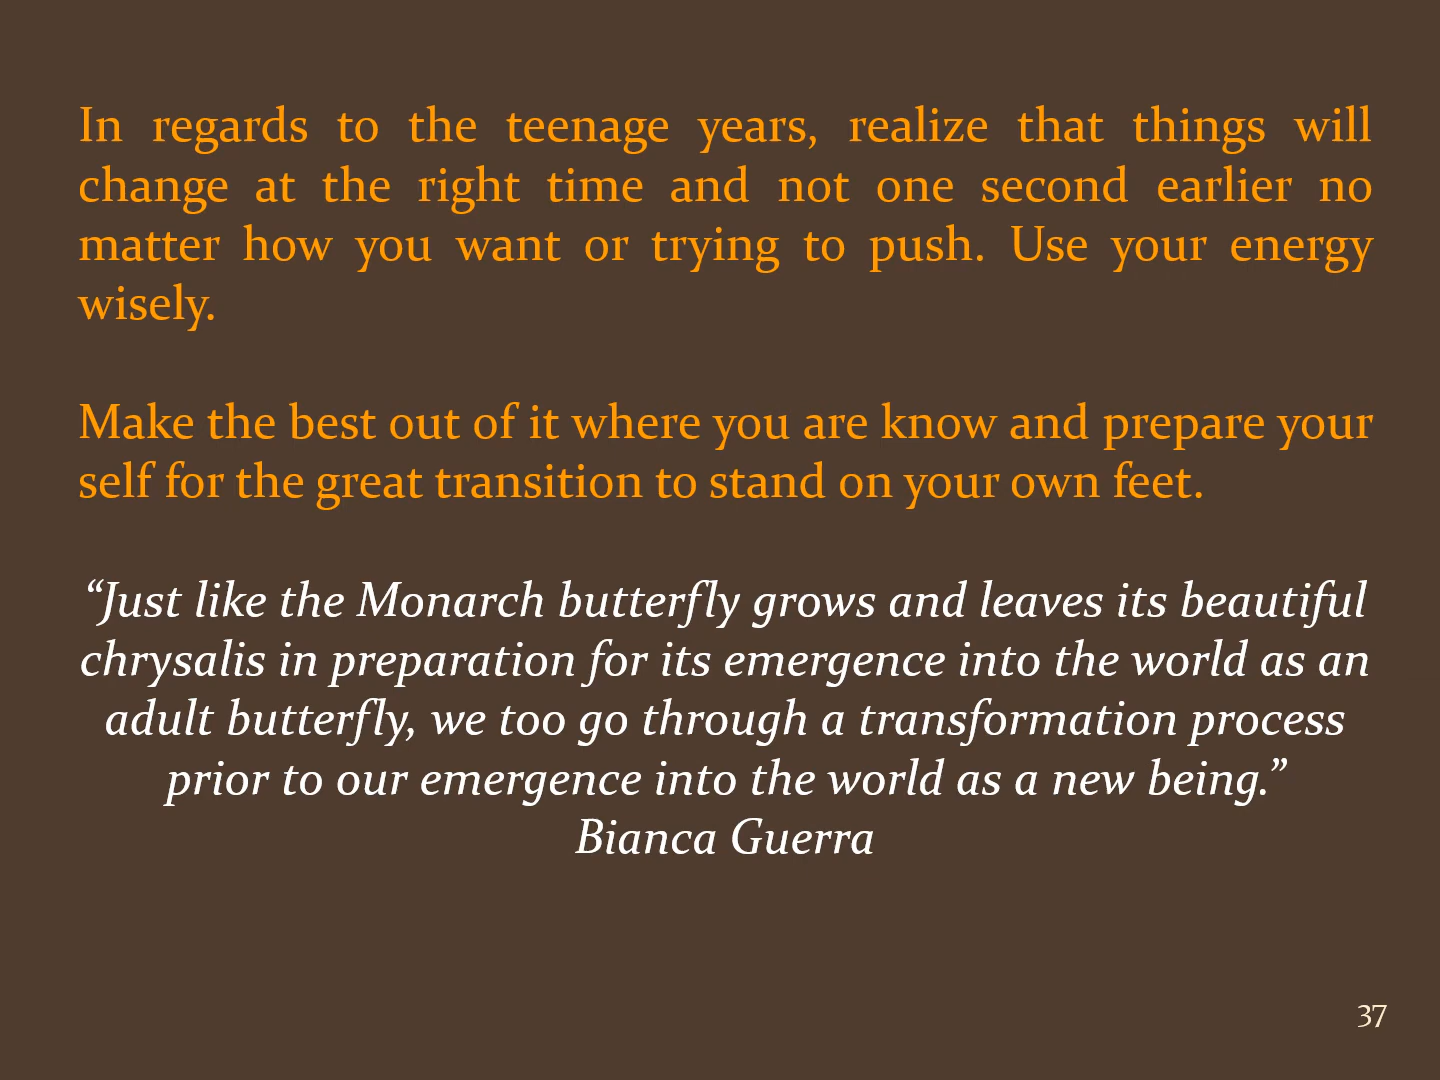 In regards to the teenage years, realize that things will
change at the right time and not one second earlier no
matter how you want or trying to push. Use your energy
wisely.
Make the best out of it where you are know and prepare your
self for the great transition to stand on your own feet.
“Just like the Monarch butterfly grows and leaves its beautiful
chrysalis in preparation for its emergence into the world as an
adult butterfly, we too go through a transformation process
prior to our emergence into the world as a new being.”
Bianca Guerra
37